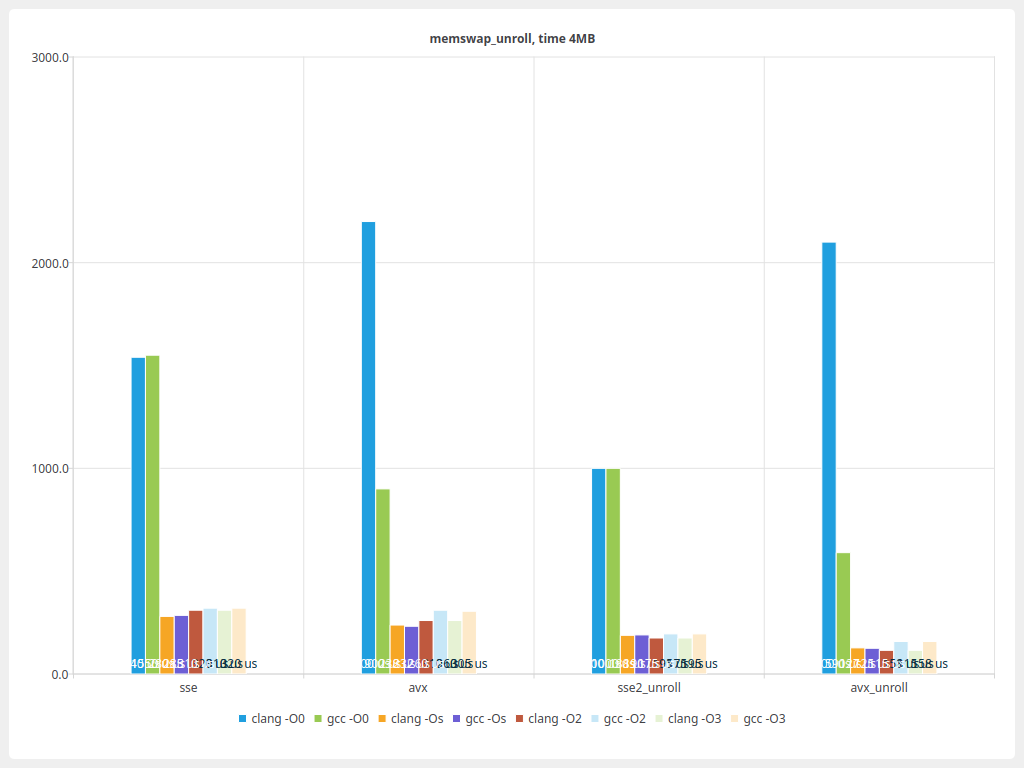 memswap_unroll, time 4MB
3000.0
2000.0
1000.0
0.0
sse avx sse2_unroll avx_unroll
clang -O0 gcc -O0 clang -Os gcc -Os clang -O2 gcc -O2 clang -O3 gcc -O3